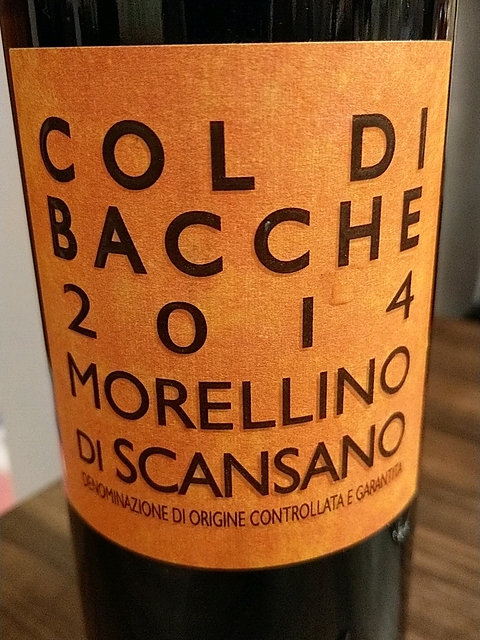 COL DI
BACCHE
2014
MORELLINO
DI SCANSANO
DENOMINAZIONE DI ORIGINE CONTROLLATA E GARANTITA